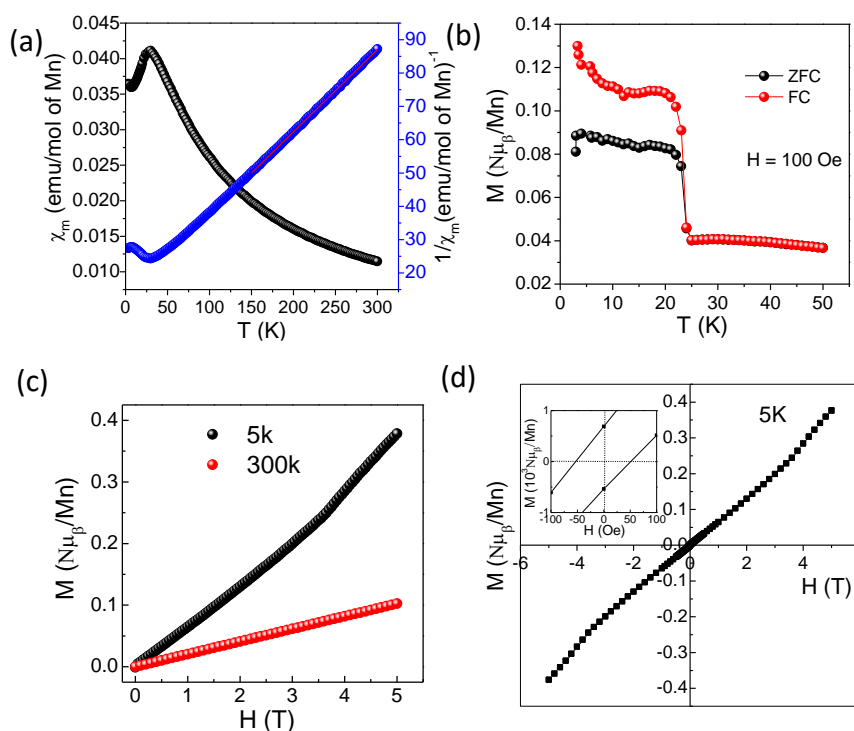 (a)
0.045
0.040
0.035
0.030
0.025
0.020
0.015
0.010
χm (emu/mol of Mn)
90
80
70
60
50
40
30
20
1/χm(emu/mol of Mn)-1
0 50 100 150 200 250 300
T (K)
(b)
0.14
0.12
0.10
0.08
0.06
0.04
0.02
M (Nμβ/Mn)
ZFC
FC
H = 100 Oe
0 10 20 30 40 50
T (K)
(c)
0.4
0.3
0.2
0.1
0.0
M (Nμβ/Mn)
5k
300k
0 1 2 3 4 5
H (T)
(d)
M (Nμβ/Mn)
5K
0.4
0.3
0.2
0.1
0.0
-0.1
-0.2
-0.3
-0.4
-6 -4 -2 0 2 4 6
H (T)
M (10³Nμβ/Mn)
1
0
-1
-100 -50 0 50 100
H (Oe)